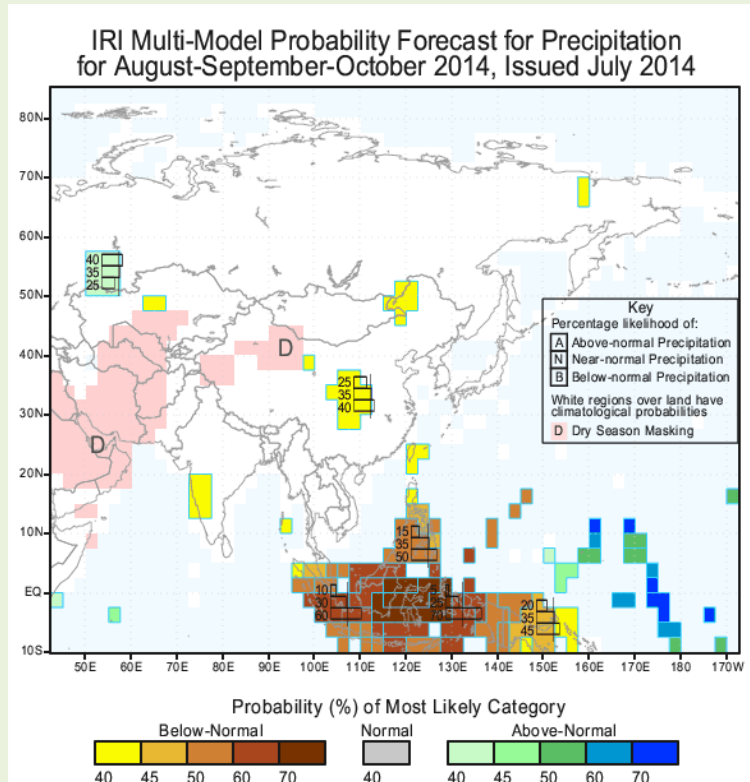 IRI Multi-Model Probability Forecast for Precipitation
for August-September-October 2014, Issued July 2014
80N
70N
60N
50N
40N
30N
20N
10N
EQ
10S
40
35
25
D
25
35
40
D
15
35
50
10
30
60
25
70
20
35
45
Key
Percentage likelihood of:
A Above-normal Precipitation
N Near-normal Precipitation
B Below-normal Precipitation
White regions over land have
climatological probabilities
D Dry Season Masking
50E 60E 70E 80E 90E 100E 110E 120E 130E 140E 150E 160E 170E 180 170W
Probability (%) of Most Likely Category
Below-Normal Normal Above-Normal
40 45 50 60 70 40 40 45 50 60 70